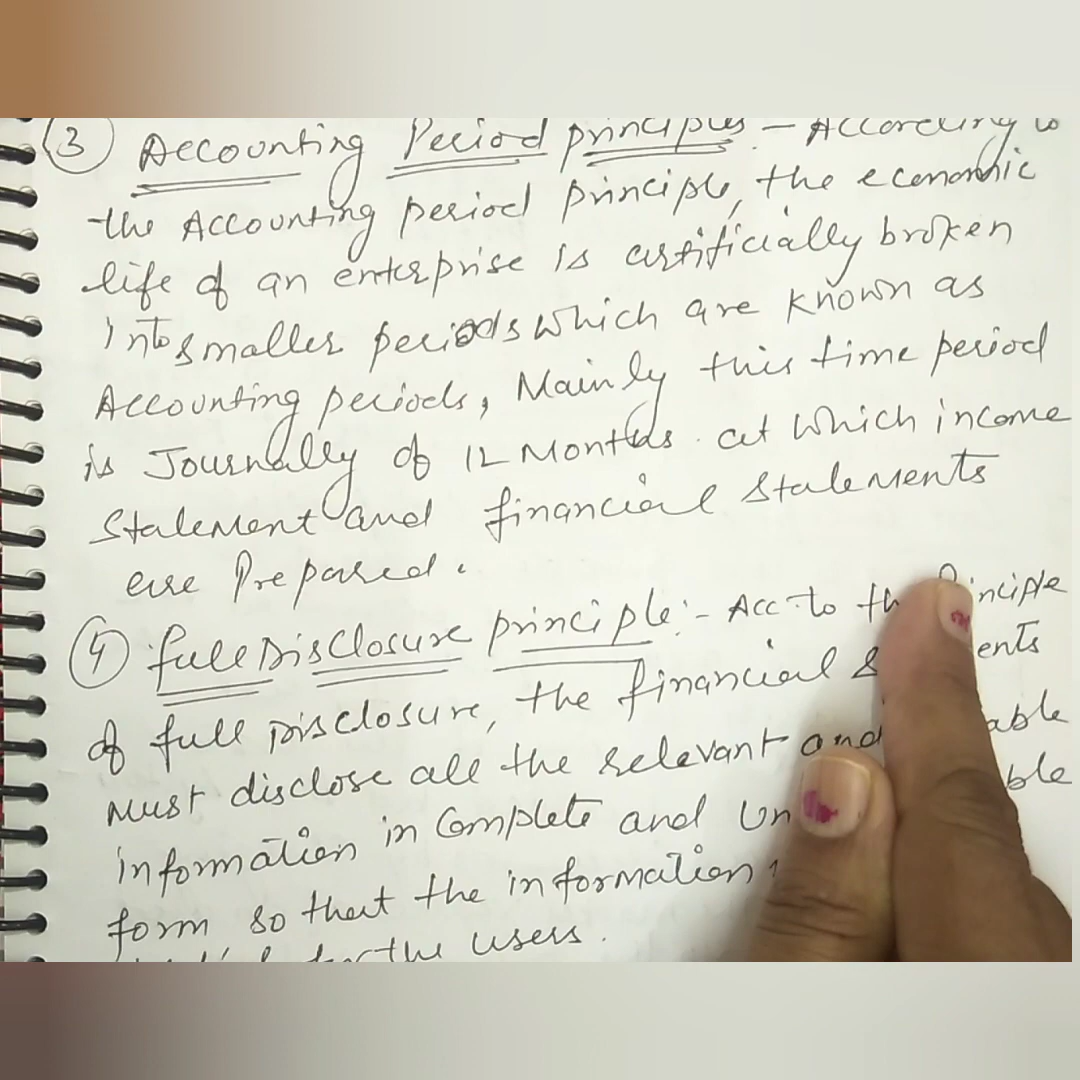 ③ Accounting Period principles - According to
the Accounting period principle, the economic
life of an enterprise is artificially broken
into smaller periods which are known as
Accounting periods, Mainly this time period
is Journally of 12 Months at which income
Statement and financial Statements
are Prepared.
④ full Disclosure principle :- Acc. to
of full Disclosure, the financial
Must disclose all the relevant and
information in Complete and
form so that the information
for the users.